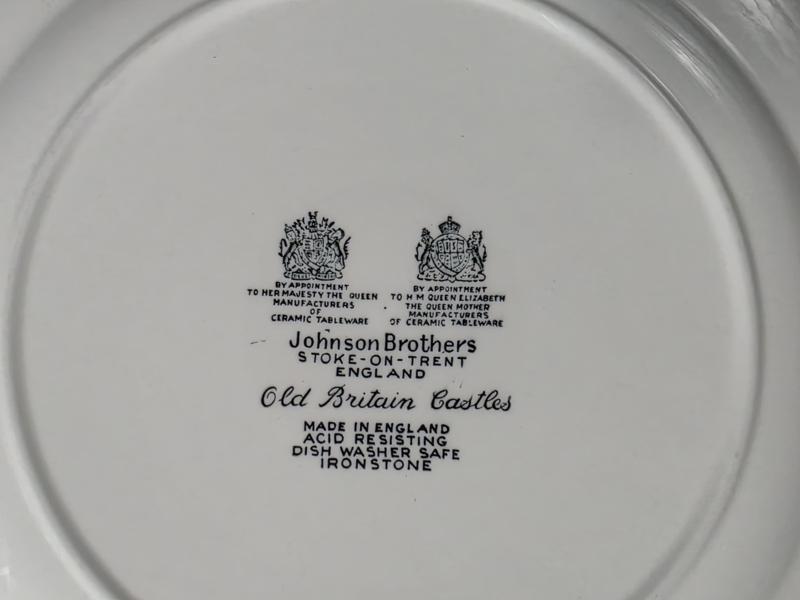 BY APPOINTMENT
TO HER MAJESTY THE QUEEN
MANUFACTURERS
OF
CERAMIC TABLEWARE
BY APPOINTMENT
TO H M QUEEN ELIZABETH
THE QUEEN MOTHER
MANUFACTURERS
OF CERAMIC TABLEWARE
Johnson Brothers
STOKE-ON-TRENT
ENGLAND
Old Britain Castles
MADE IN ENGLAND
ACID RESISTING
DISH WASHER SAFE
IRONSTONE